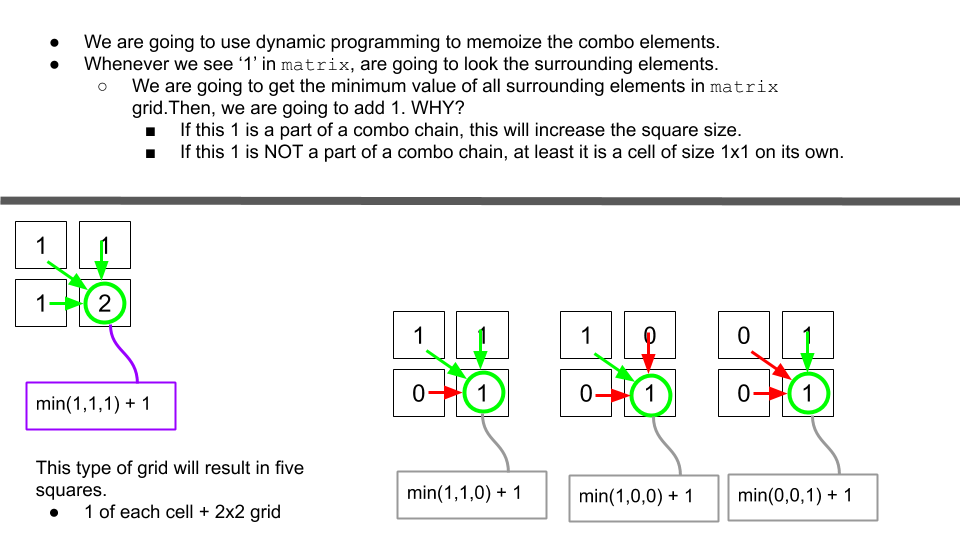 ● We are going to use dynamic programming to memoize the combo elements.
● Whenever we see ‘1’ in matrix, are going to look the surrounding elements.
○ We are going to get the minimum value of all surrounding elements in matrix
grid.Then, we are going to add 1. WHY?
■ If this 1 is a part of a combo chain, this will increase the square size.
■ If this 1 is NOT a part of a combo chain, at least it is a cell of size 1x1 on its own.
1 1
1 2
min(1,1,1) + 1
This type of grid will result in five
squares.
● 1 of each cell + 2x2 grid
1 1
0 1
min(1,1,0) + 1
1 0
0 1
min(1,0,0) + 1
0 1
0 1
min(0,0,1) + 1